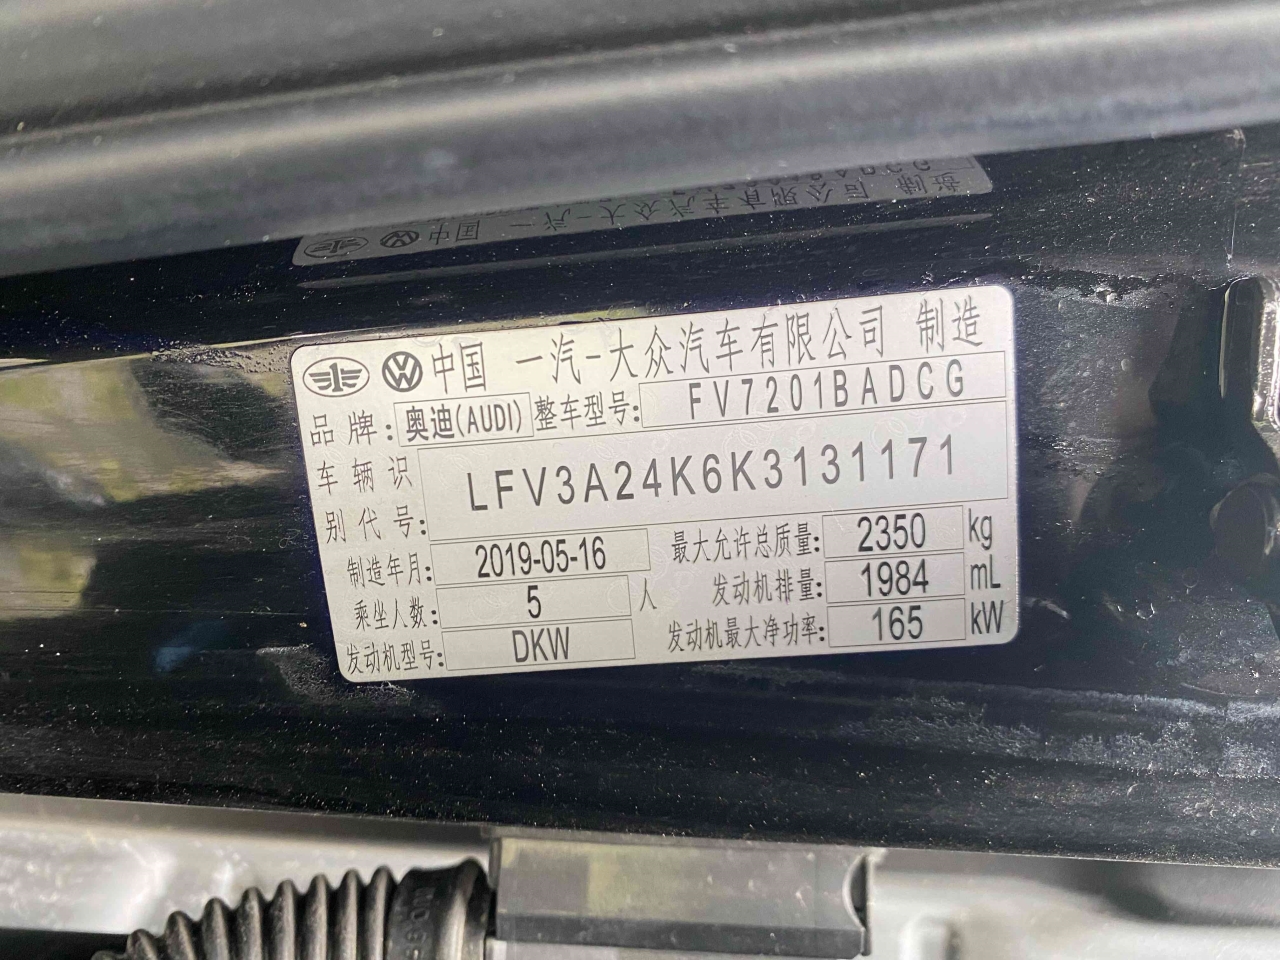 中国 一汽-大众汽车有限公司 制造
品牌: 奥迪(AUDI) 整车型号: FV7201BADCG
车辆识别代号: LFV3A24K6K3131171
制造年月: 2019-05-16 最大允许总质量: 2350 kg
乘坐人数: 5 人 发动机排量: 1984 mL
发动机型号: DKW 发动机最大净功率: 165 kW